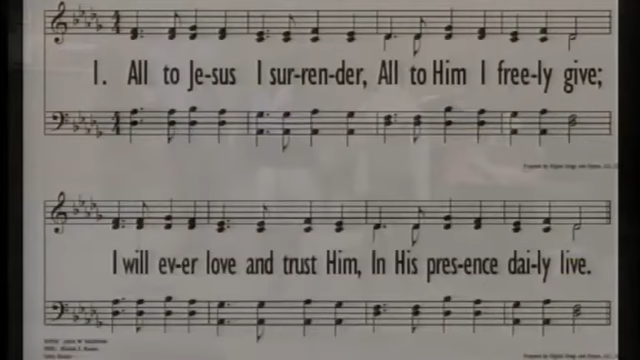 1. All to Je-sus I sur-ren-der, All to Him I free-ly give;
I will ev-er love and trust Him, In His pres-ence dai-ly live.